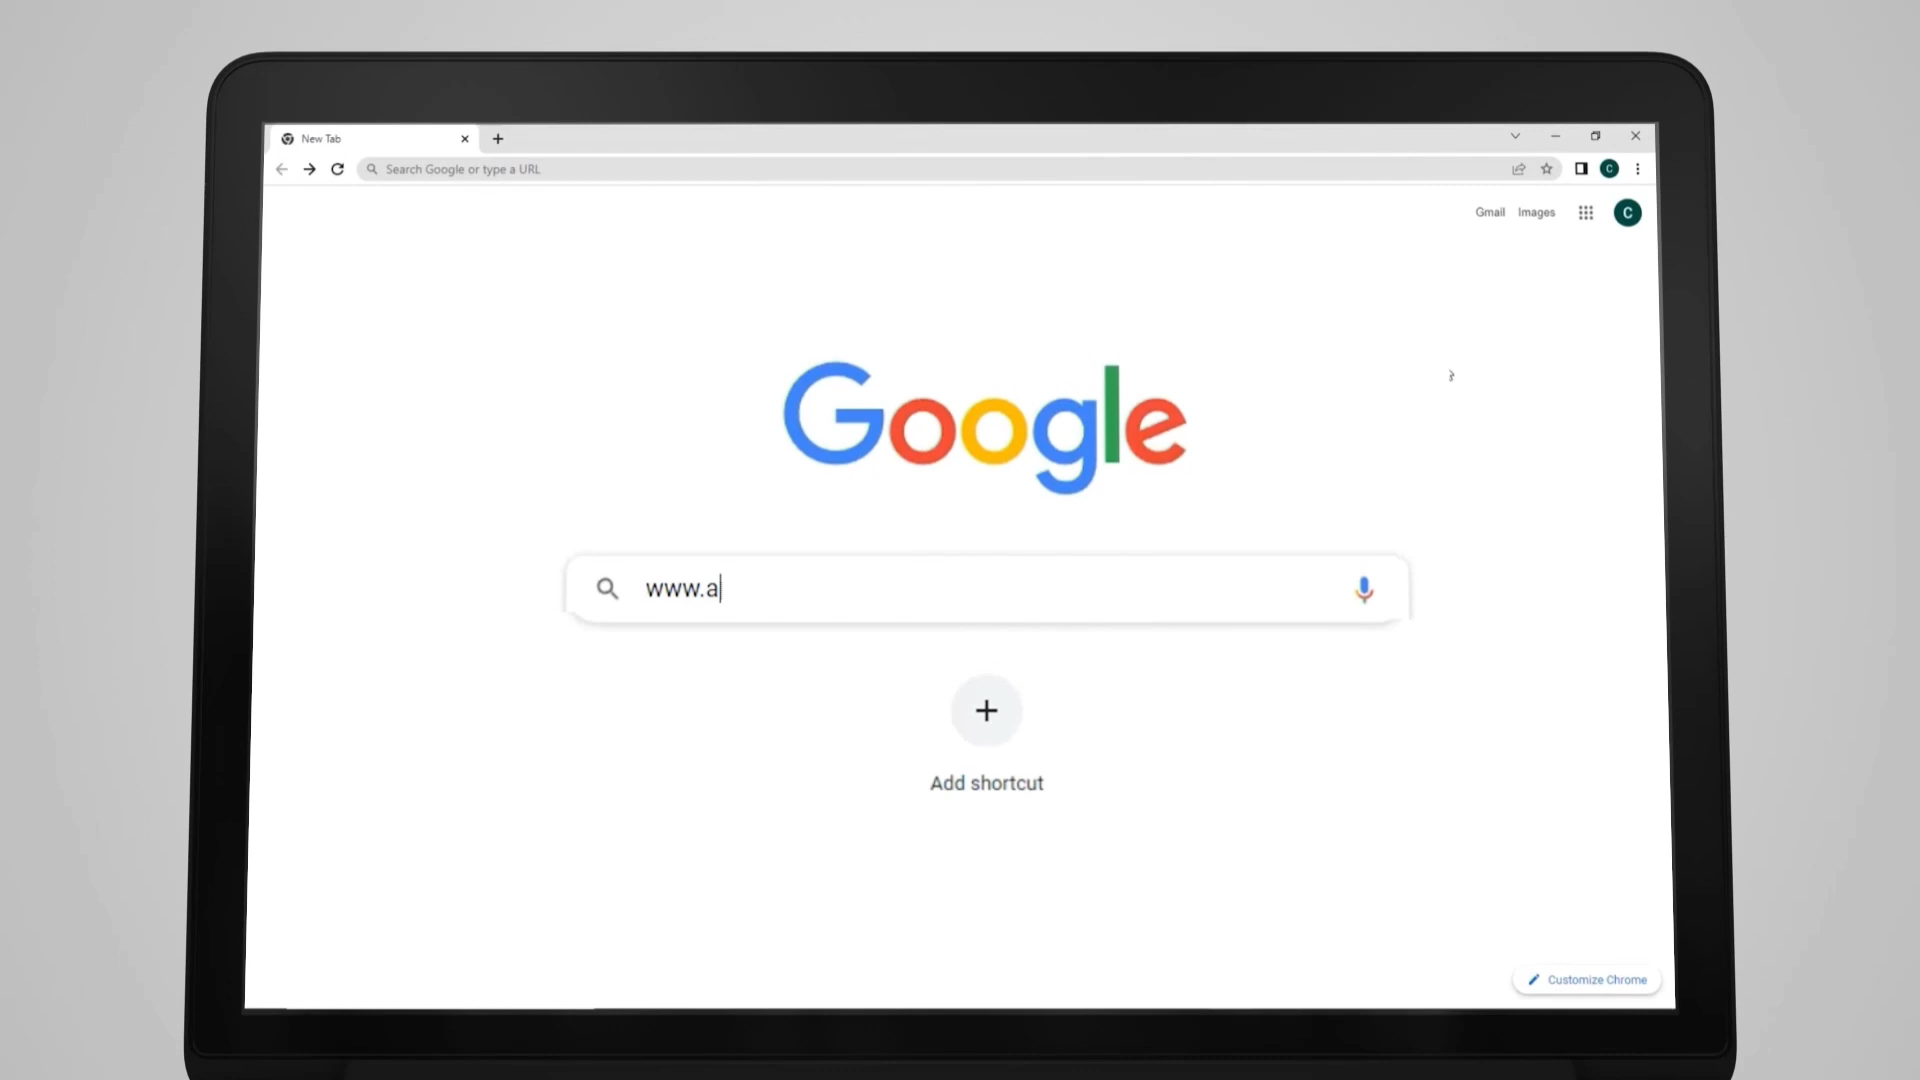 New Tab
Search Google or type a URL
C
Gmail Images
C
Google
www.a
Add shortcut
Customize Chrome